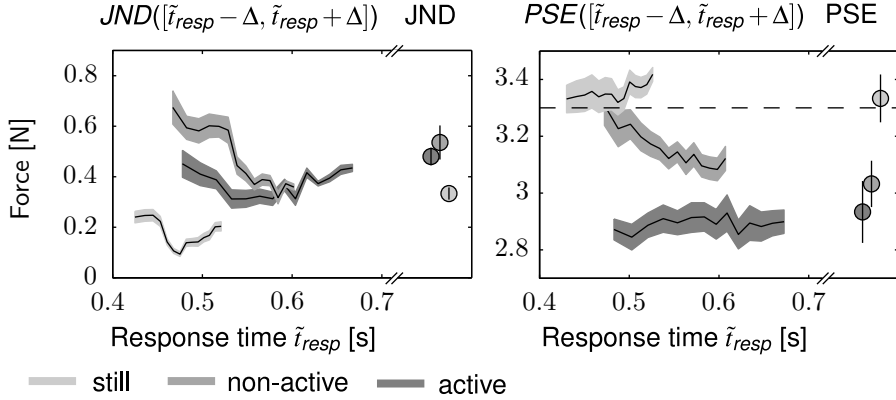 JND([t̃resp − Δ, t̃resp + Δ]) JND
PSE([t̃resp − Δ, t̃resp + Δ]) PSE
Force [N]
0.8
0.6
0.4
0.2
0
0.4 0.5 0.6 0.7
Response time t̃resp [s]
3.4
3.2
3
2.8
0.4 0.5 0.6 0.7
Response time t̃resp [s]
still non-active active